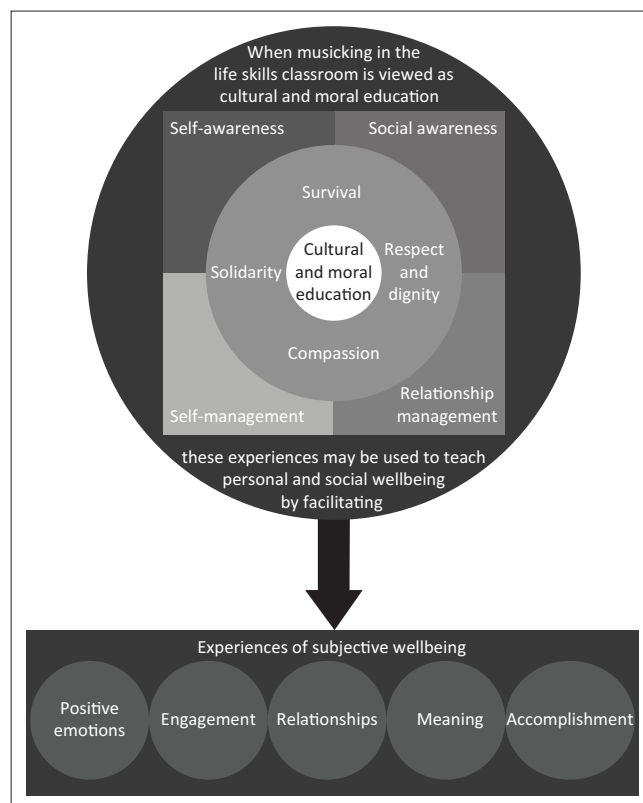 When musicking in the
life skills classroom is viewed as
cultural and moral education
Self-awareness
Social awareness
Survival
Solidarity
Cultural
and moral
education
Respect
and
dignity
Compassion
Self-management
Relationship
management
these experiences may be used to teach
personal and social wellbeing
by facilitating
Experiences of subjective wellbeing
Positive
emotions
Engagement
Relationships
Meaning
Accomplishment